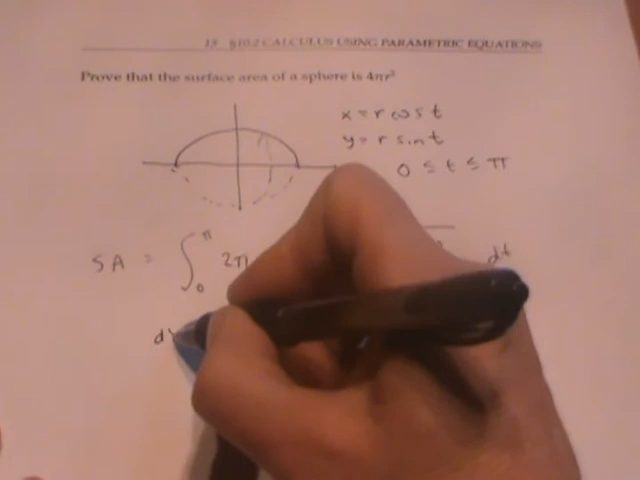 19 §10.2 CALCULUS USING PARAMETRIC EQUATIONS
Prove that the surface area of a sphere is 4πr²
x = r cos t
y = r sin t
0 ≤ t ≤ π
SA = ∫₀^π 2π dt